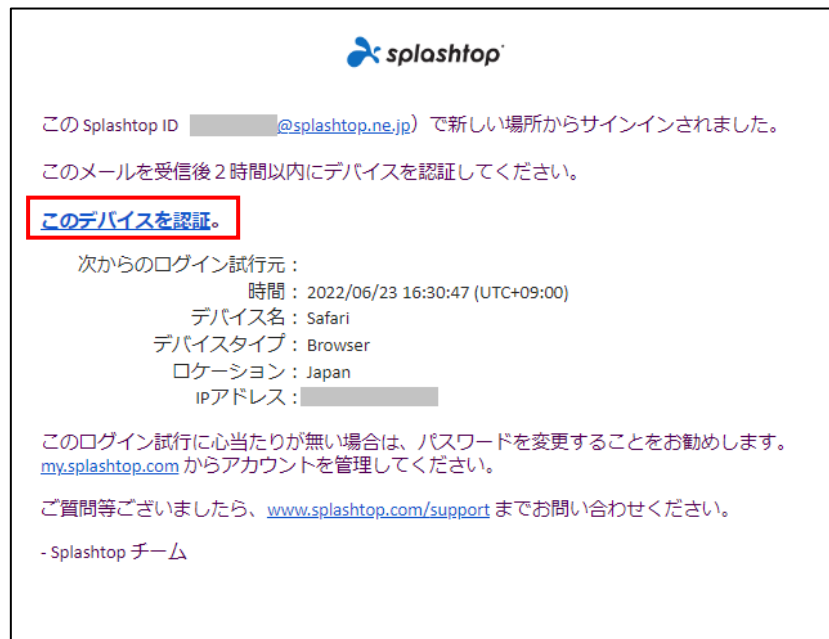 splashtop
この Splashtop ID @splashtop.ne.jp）で新しい場所からサインインされました。
このメールを受信後２時間以内にデバイスを認証してください。
このデバイスを認証。
次からのログイン試行元：
時間： 2022/06/23 16:30:47 (UTC+09:00)
デバイス名： Safari
デバイスタイプ： Browser
ロケーション： Japan
IPアドレス：
このログイン試行に心当たりが無い場合は、パスワードを変更することをお勧めします。
my.splashtop.com からアカウントを管理してください。
ご質問等ございましたら、www.splashtop.com/support までお問い合わせください。
- Splashtop チーム